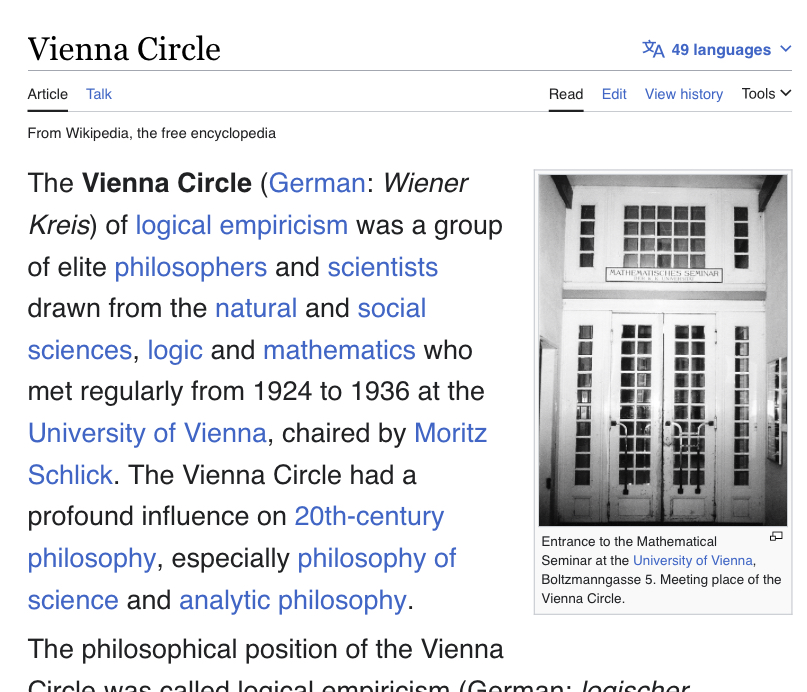 Vienna Circle
49 languages
Article Talk Read Edit View history Tools
From Wikipedia, the free encyclopedia
The Vienna Circle (German: Wiener
Kreis) of logical empiricism was a group
of elite philosophers and scientists
drawn from the natural and social
sciences, logic and mathematics who
met regularly from 1924 to 1936 at the
University of Vienna, chaired by Moritz
Schlick. The Vienna Circle had a
profound influence on 20th-century
philosophy, especially philosophy of
science and analytic philosophy.
MATHEMATISCHES SEMINAR
Entrance to the Mathematical
Seminar at the University of Vienna,
Boltzmanngasse 5. Meeting place of the
Vienna Circle.
The philosophical position of the Vienna
Circle was called logical empiricism (German: logischer